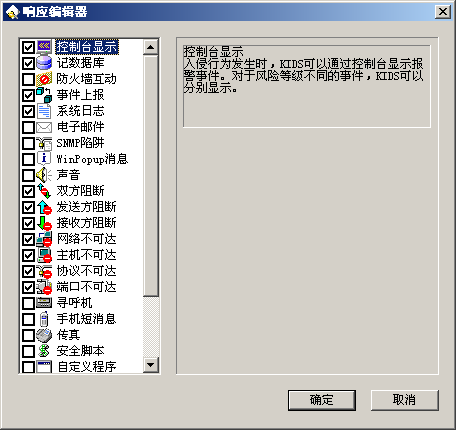 响应编辑器
控制台显示
记数据库
防火墙互动
事件上报
系统日志
电子邮件
SNMP陷阱
WinPopup消息
声音
双方阻断
发送方阻断
接收方阻断
网络不可达
主机不可达
协议不可达
端口不可达
寻呼机
手机短消息
传真
安全脚本
自定义程序
控制台显示
入侵行为发生时，KIDS可以通过控制台显示报
警事件。对于风险等级不同的事件，KIDS可以
分别显示。
确定
取消